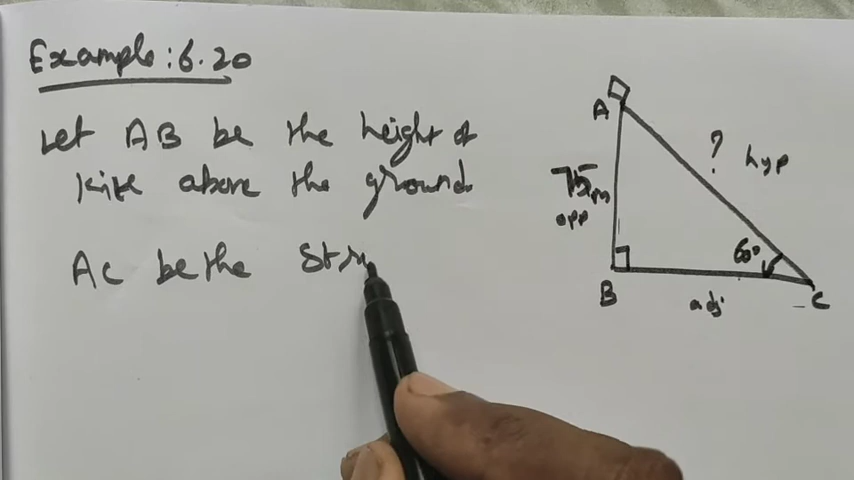 Example: 6.20
Let AB be the height of
kite above the ground.
AC be the Str
A
?
hyp
75m
opp
60°
B
adj
C